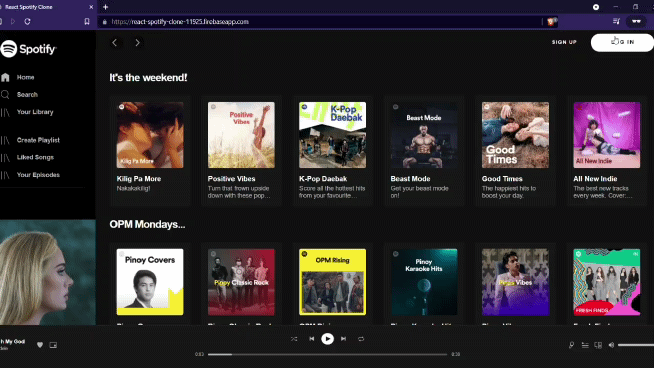 React Spotify Clone
https://react-spotify-clone-11925.firebaseapp.com
Spotify
SIGN UP
LOG IN
Home
Search
Your Library
Create Playlist
Liked Songs
Your Episodes
It's the weekend!
Kilig Pa More
Positive
Vibes
K-Pop
Daebak
Beast Mode
Good
Times
All New Indie
Kilig Pa More
Nakakakilig!
Positive Vibes
Turn that frown upside
down with these pop…
K-Pop Daebak
Score all the hottest hits
from your favourite…
Beast Mode
Get your beast mode
on!
Good Times
The happiest hits to
boost your day.
All New Indie
The best new tracks
every week. Cover:…
OPM Mondays...
Pinoy Covers
Pinoy Classic Rock
OPM Rising
Pinoy
Karaoke Hits
Pinoy Vibes
FRESH FINDS
h My God
0:03
0:30